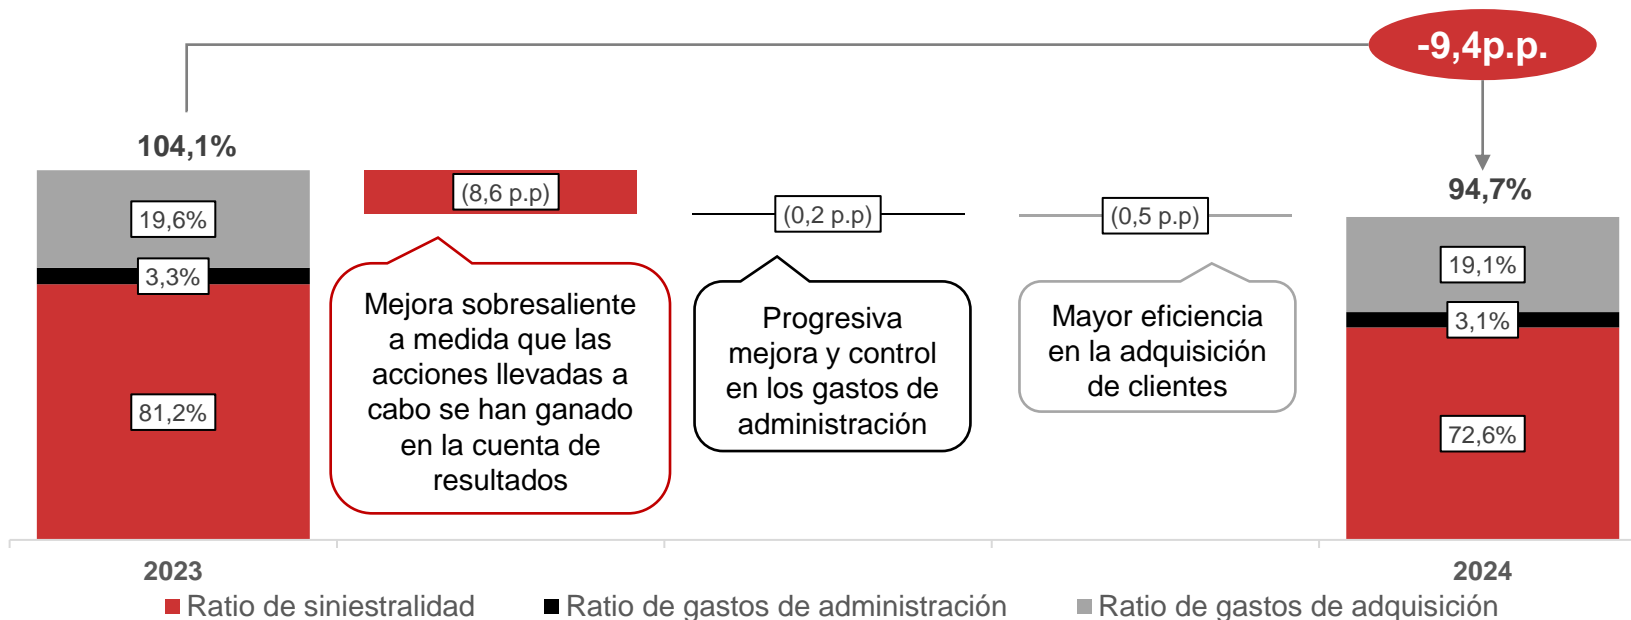 -9,4p.p.
104,1%
19,6%
3,3%
81,2%
(8,6 p.p)
Mejora sobresaliente
a medida que las
acciones llevadas a
cabo se han ganado
en la cuenta de
resultados
(0,2 p.p)
Progresiva
mejora y control
en los gastos de
administración
(0,5 p.p)
Mayor eficiencia
en la adquisición
de clientes
94,7%
19,1%
3,1%
72,6%
2023
2024
Ratio de siniestralidad
Ratio de gastos de administración
Ratio de gastos de adquisición